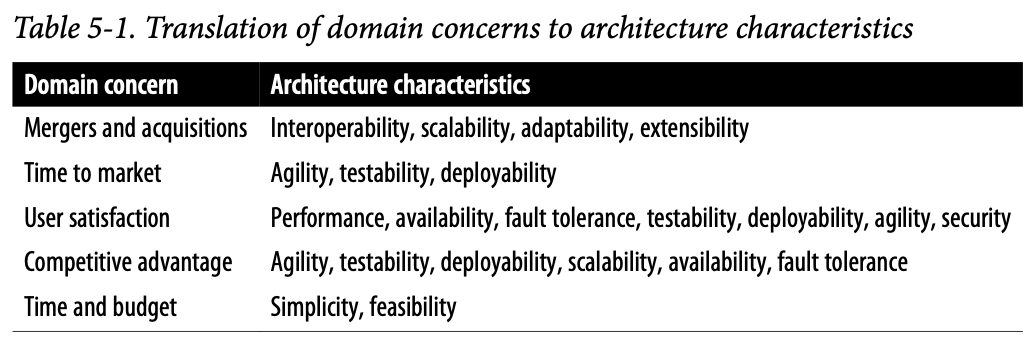 Table 5-1. Translation of domain concerns to architecture characteristics
Domain concern Architecture characteristics
Mergers and acquisitions Interoperability, scalability, adaptability, extensibility
Time to market Agility, testability, deployability
User satisfaction Performance, availability, fault tolerance, testability, deployability, agility, security
Competitive advantage Agility, testability, deployability, scalability, availability, fault tolerance
Time and budget Simplicity, feasibility